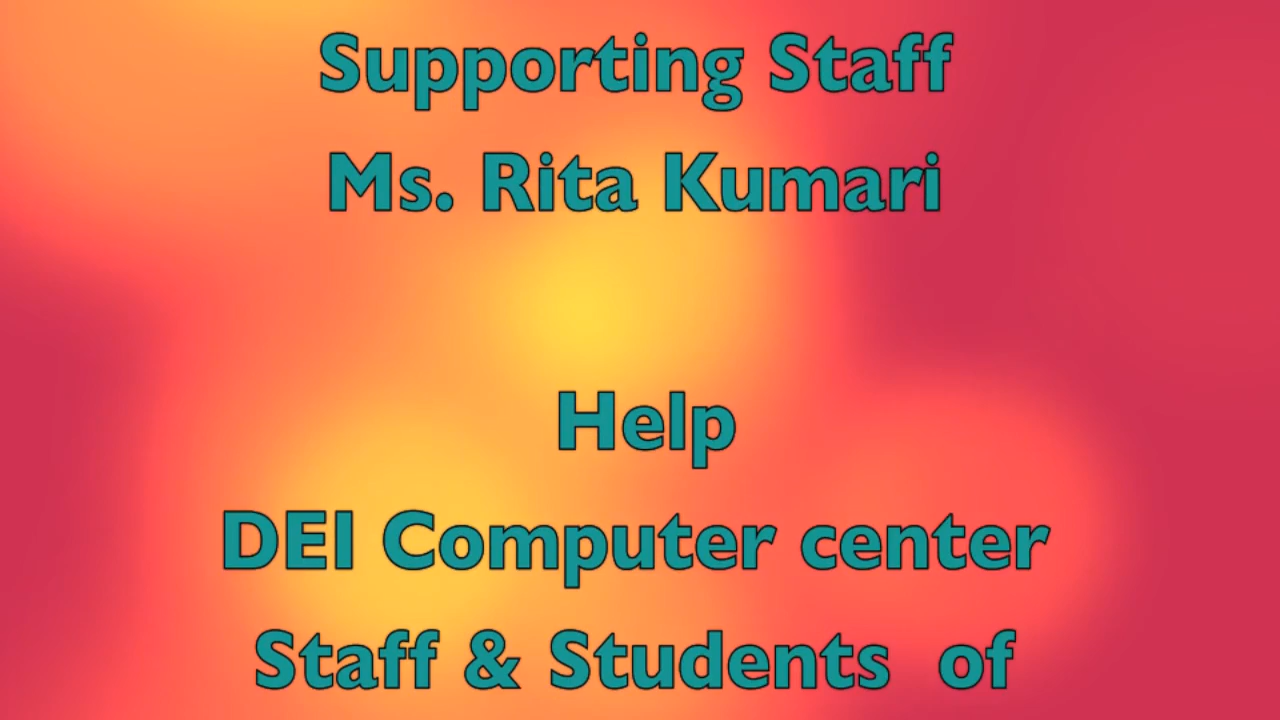 Supporting Staff
Ms. Rita Kumari
Help
DEI Computer center
Staff & Students of